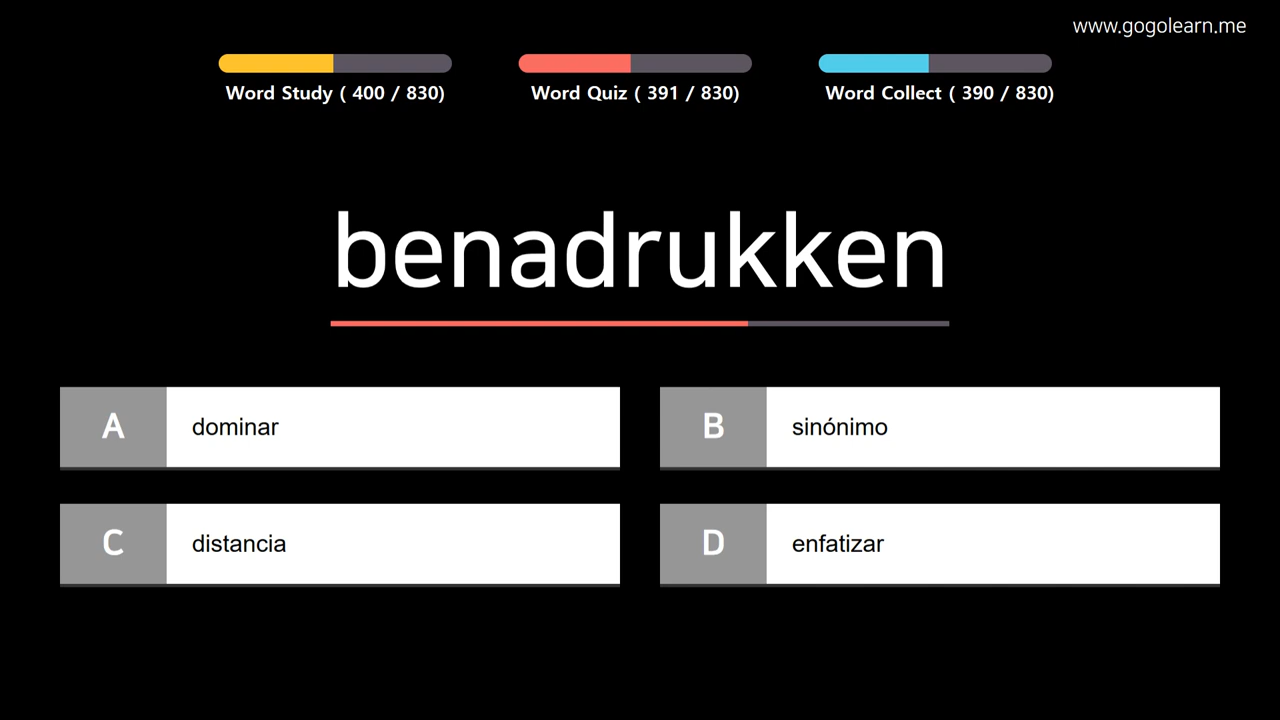 www.gogolearn.me
Word Study ( 400 / 830)
Word Quiz ( 391 / 830)
Word Collect ( 390 / 830)
benadrukken
A dominar
B sinónimo
C distancia
D enfatizar